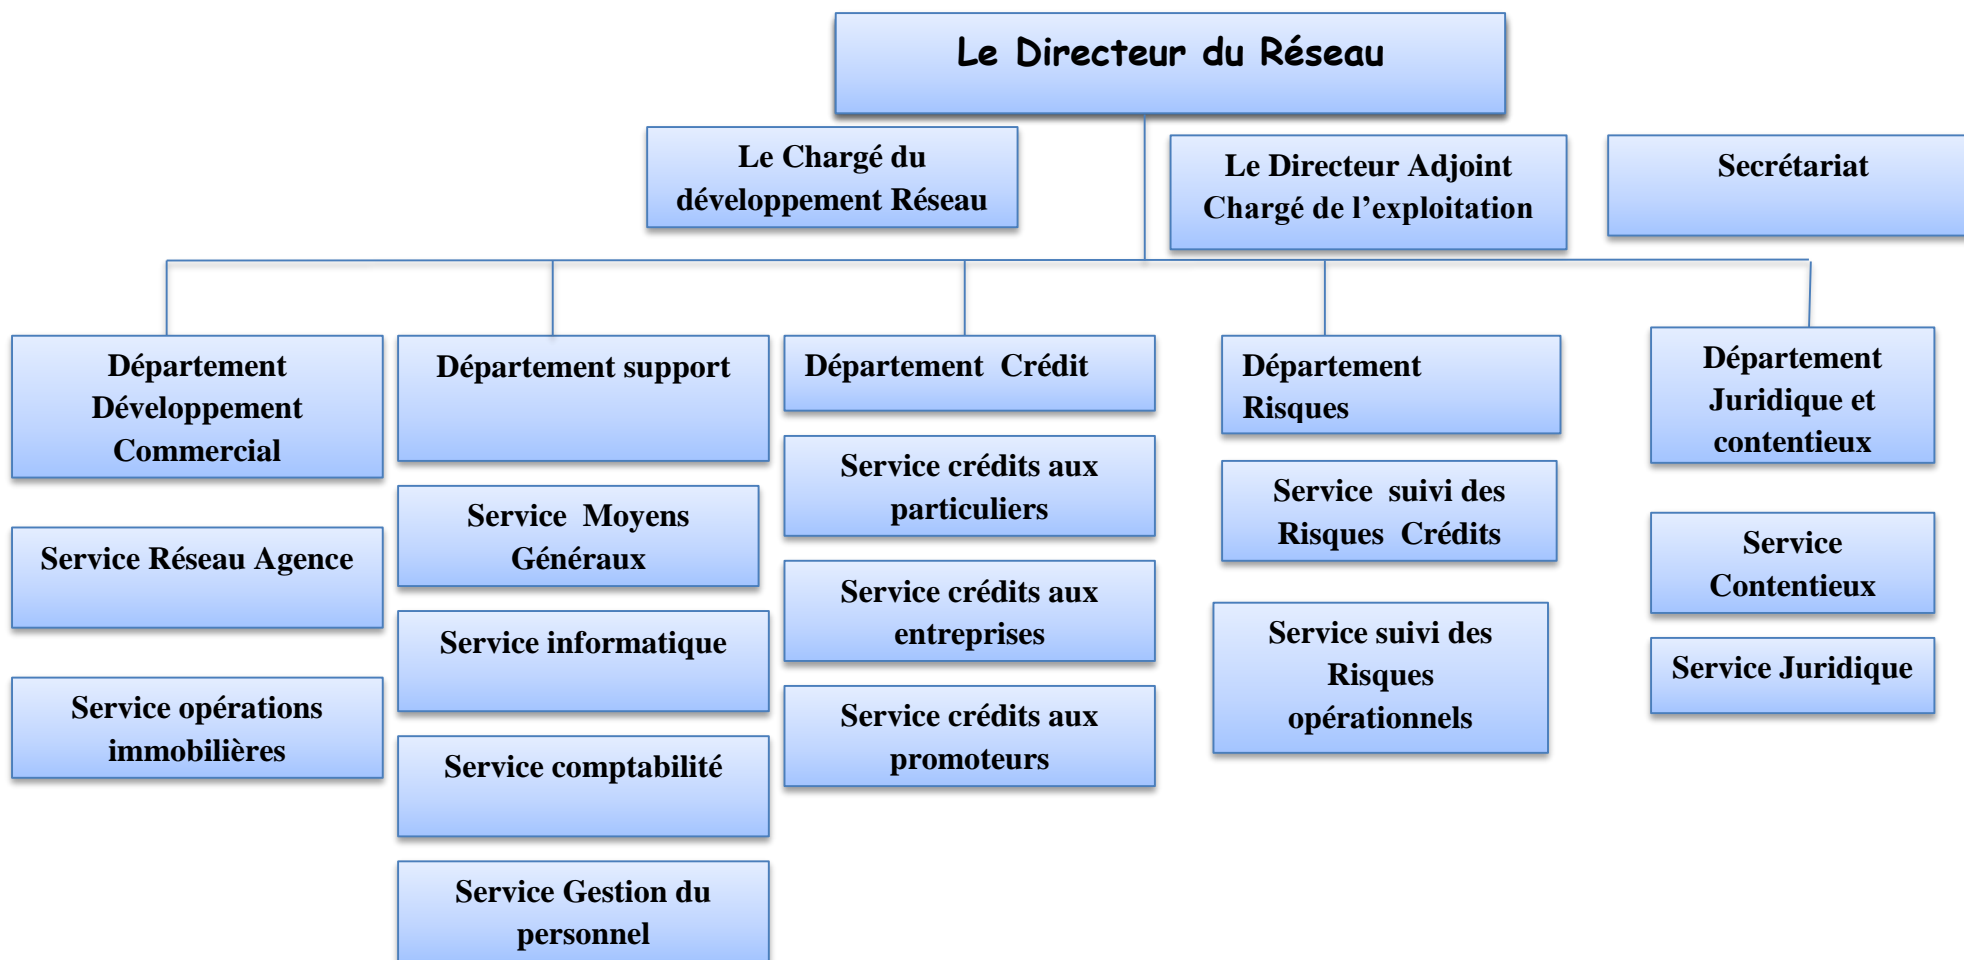 Le Directeur du Réseau
Le Chargé du
développement Réseau
Le Directeur Adjoint
Chargé de l’exploitation
Secrétariat
Département
Développement
Commercial
Service Réseau Agence
Service opérations
immobilières
Département support
Service  Moyens
Généraux
Service informatique
Service comptabilité
Service Gestion du
personnel
Département  Crédit
Service crédits aux
particuliers
Service crédits aux
entreprises
Service crédits aux
promoteurs
Département
Risques
Service  suivi des
Risques  Crédits
Service suivi des
Risques
opérationnels
Département
Juridique et
contentieux
Service
Contentieux
Service Juridique